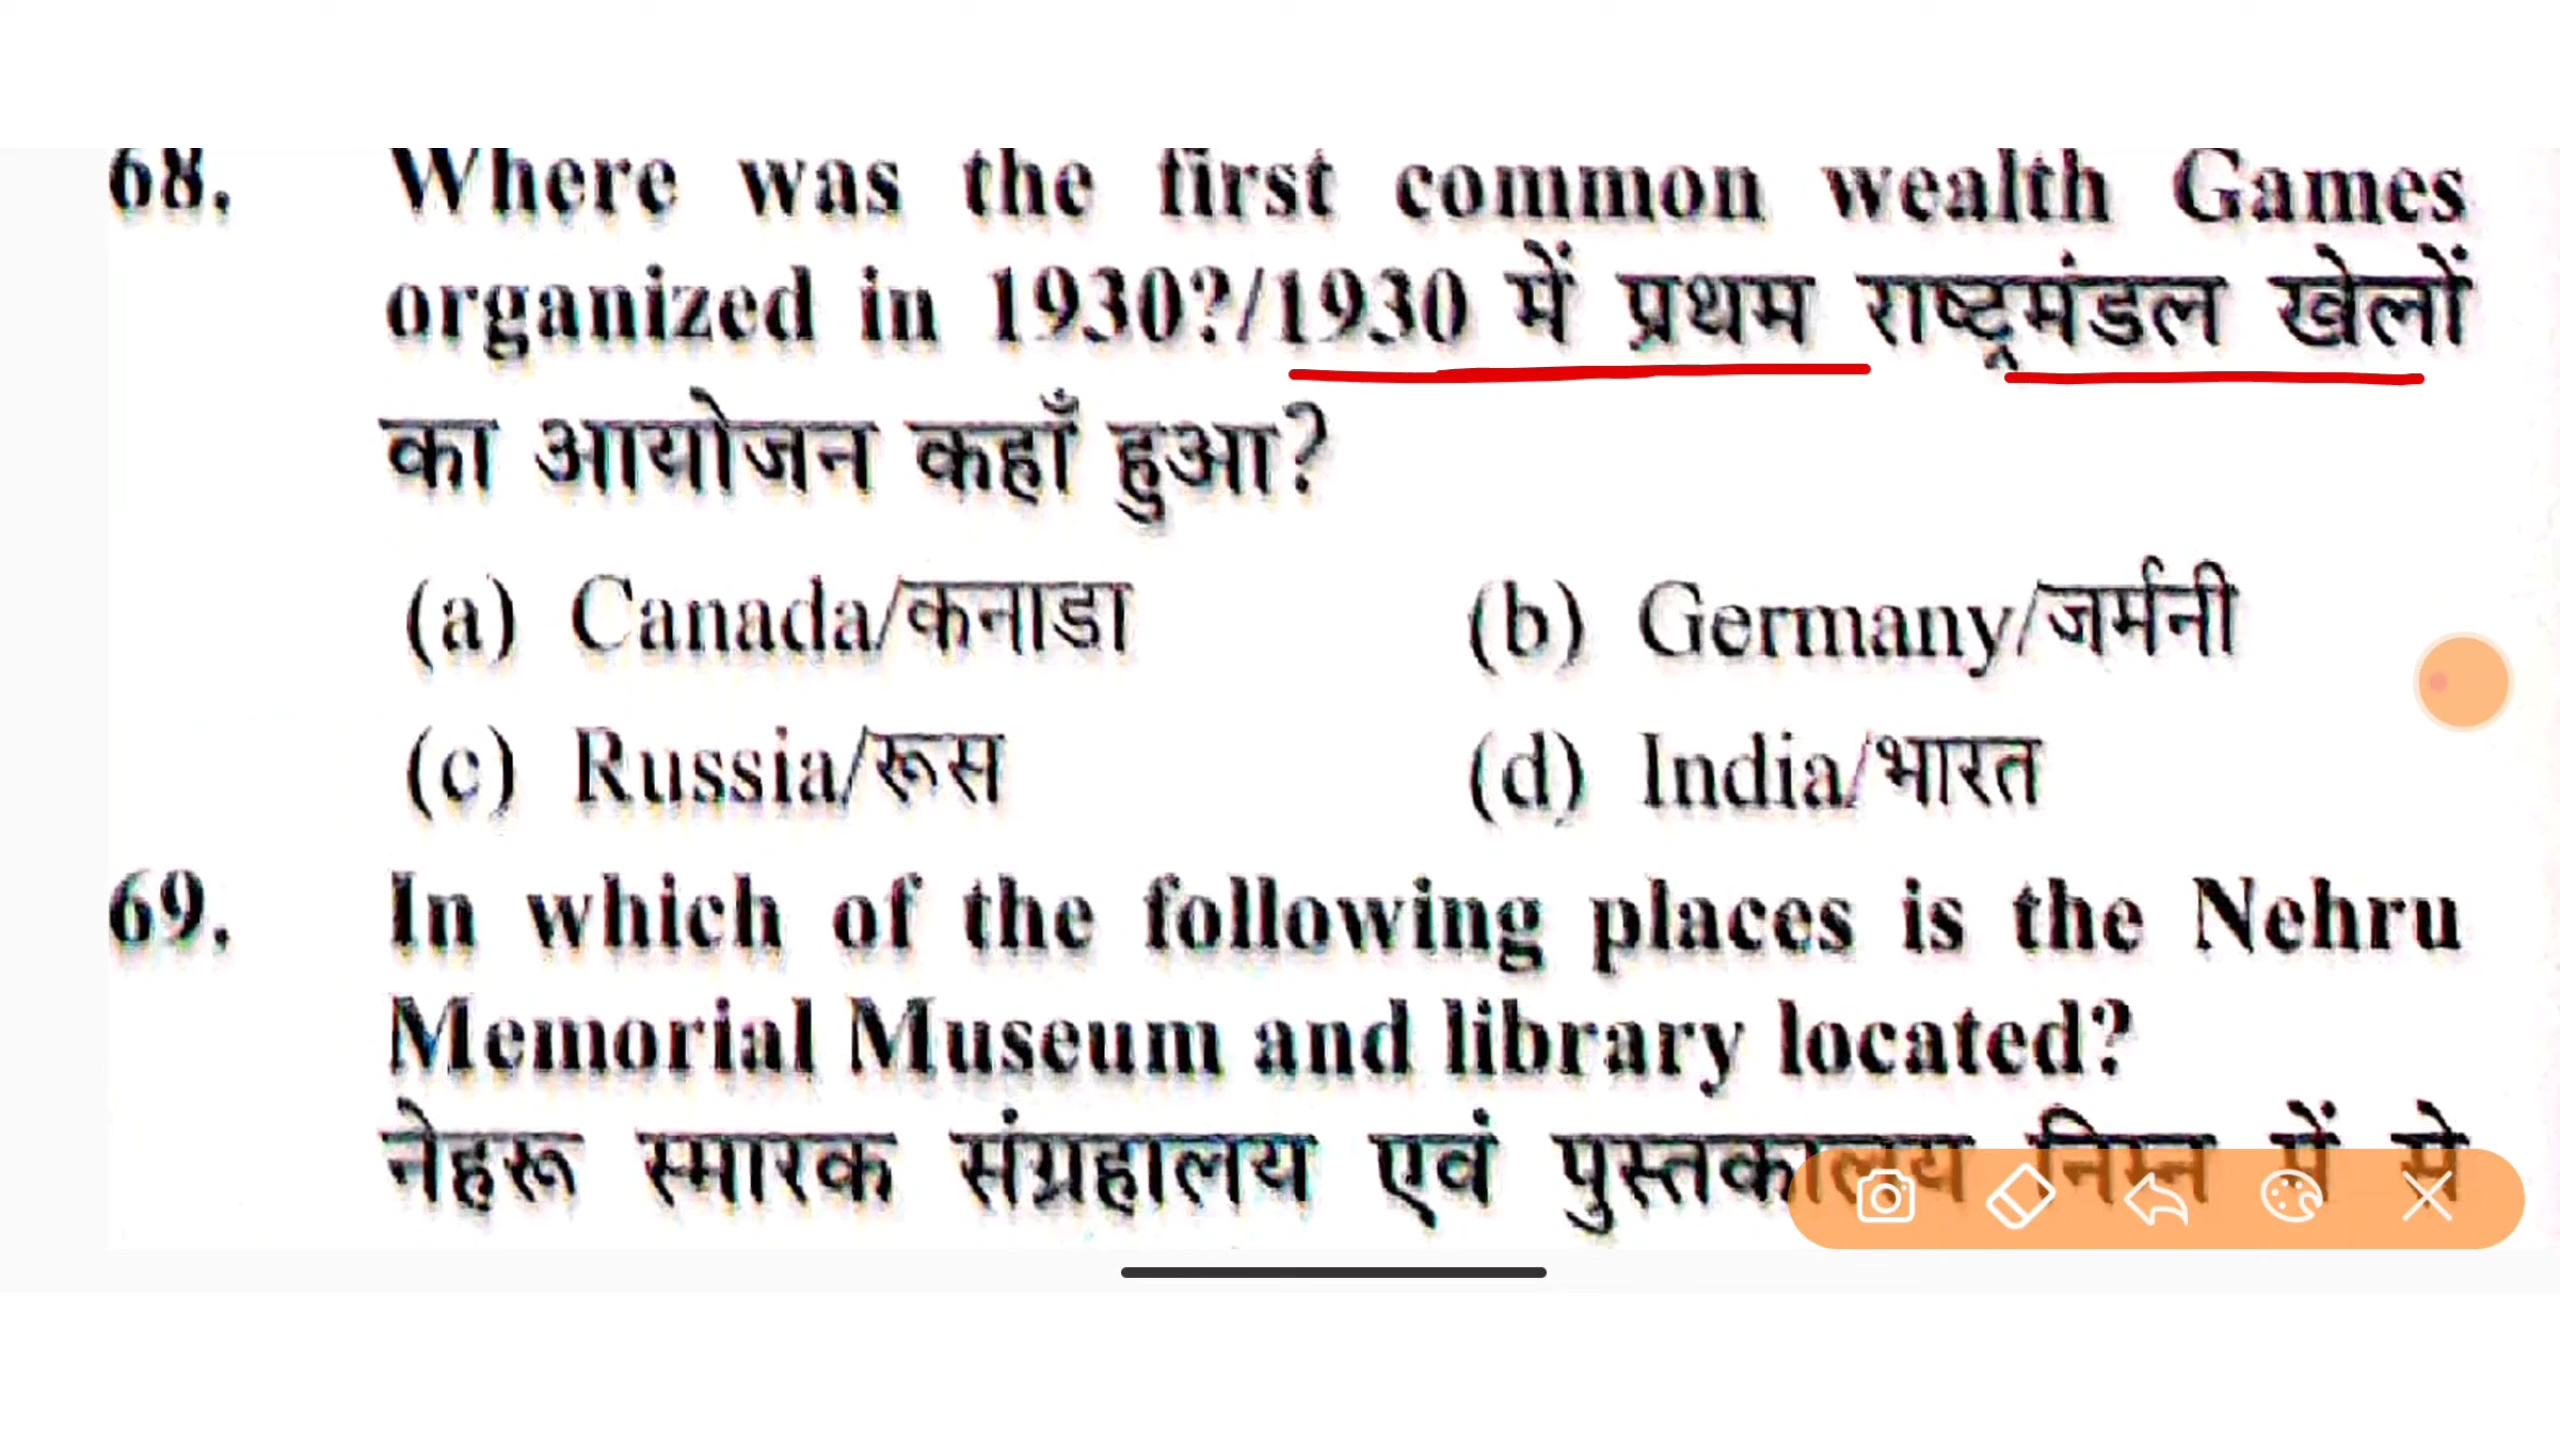 68. Where was the first common wealth Games
organized in 1930?/1930 में प्रथम राष्ट्रमंडल खेलों
का आयोजन कहाँ हुआ?
(a) Canada/कनाडा (b) Germany/जर्मनी
(c) Russia/रूस (d) India/भारत
69. In which of the following places is the Nehru
Memorial Museum and library located?
नेहरू स्मारक संग्रहालय एवं पुस्तकालय निम्न में से